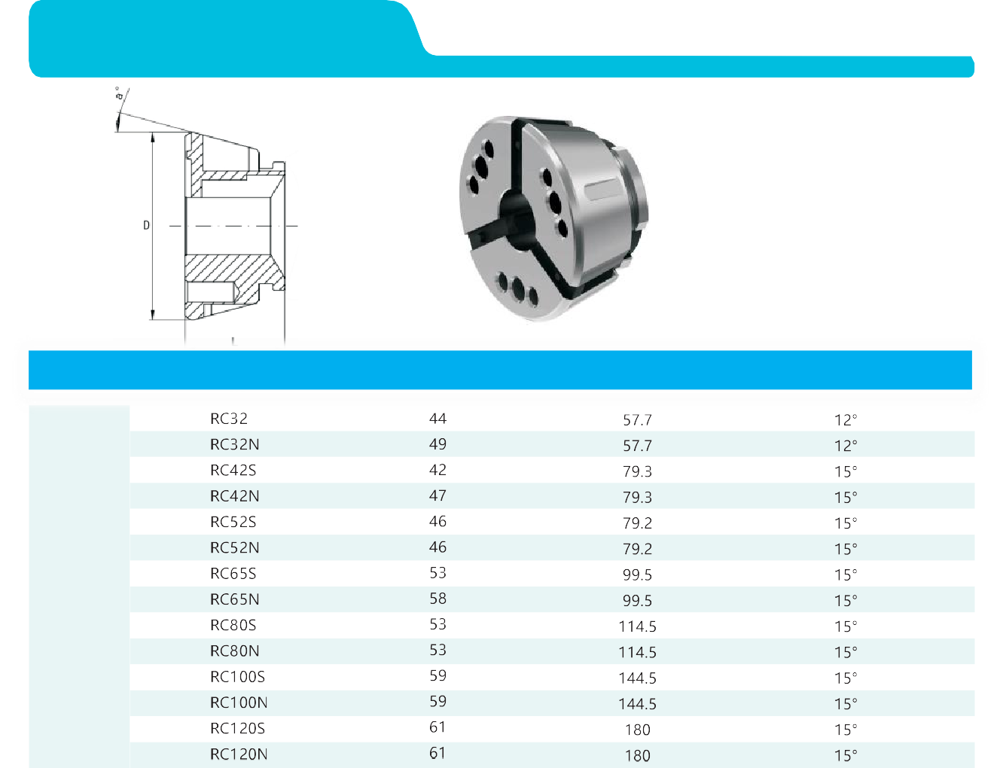 a°
D
RC32 44 57.7 12°
RC32N 49 57.7 12°
RC42S 42 79.3 15°
RC42N 47 79.3 15°
RC52S 46 79.2 15°
RC52N 46 79.2 15°
RC65S 53 99.5 15°
RC65N 58 99.5 15°
RC80S 53 114.5 15°
RC80N 53 114.5 15°
RC100S 59 144.5 15°
RC100N 59 144.5 15°
RC120S 61 180 15°
RC120N 61 180 15°